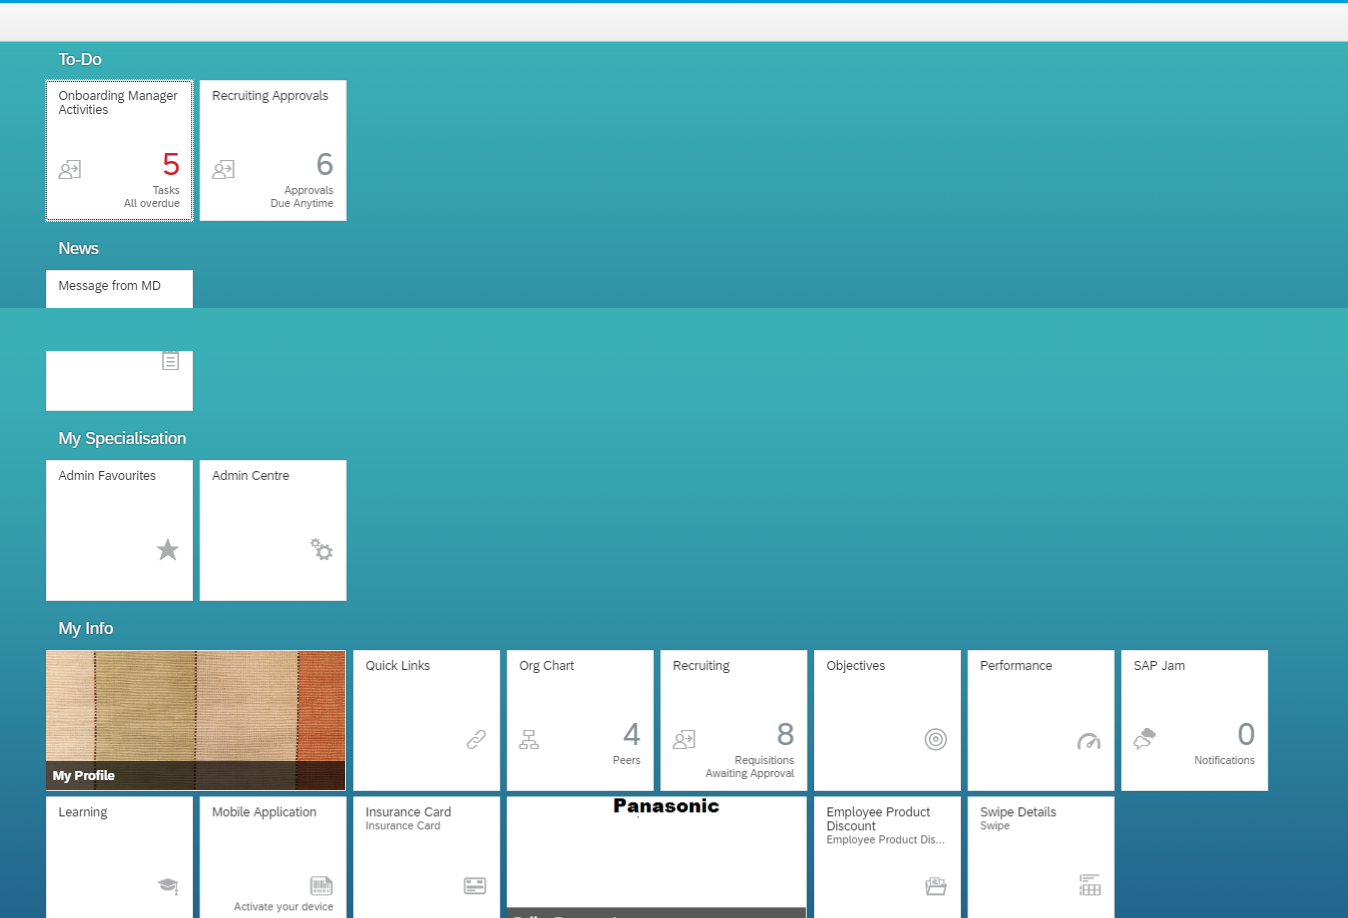 To-Do
Onboarding Manager
Activities
5
Tasks
All overdue
Recruiting Approvals
6
Approvals
Due Anytime
News
Message from MD
My Specialisation
Admin Favourites
Admin Centre
My Info
My Profile
Quick Links
Org Chart
4
Peers
Recruiting
8
Requisitions
Awaiting Approval
Objectives
Performance
SAP Jam
0
Notifications
Learning
Mobile Application
Activate your device
Insurance Card
Insurance Card
Panasonic
Employee Product
Discount
Employee Product Dis...
Swipe Details
Swipe